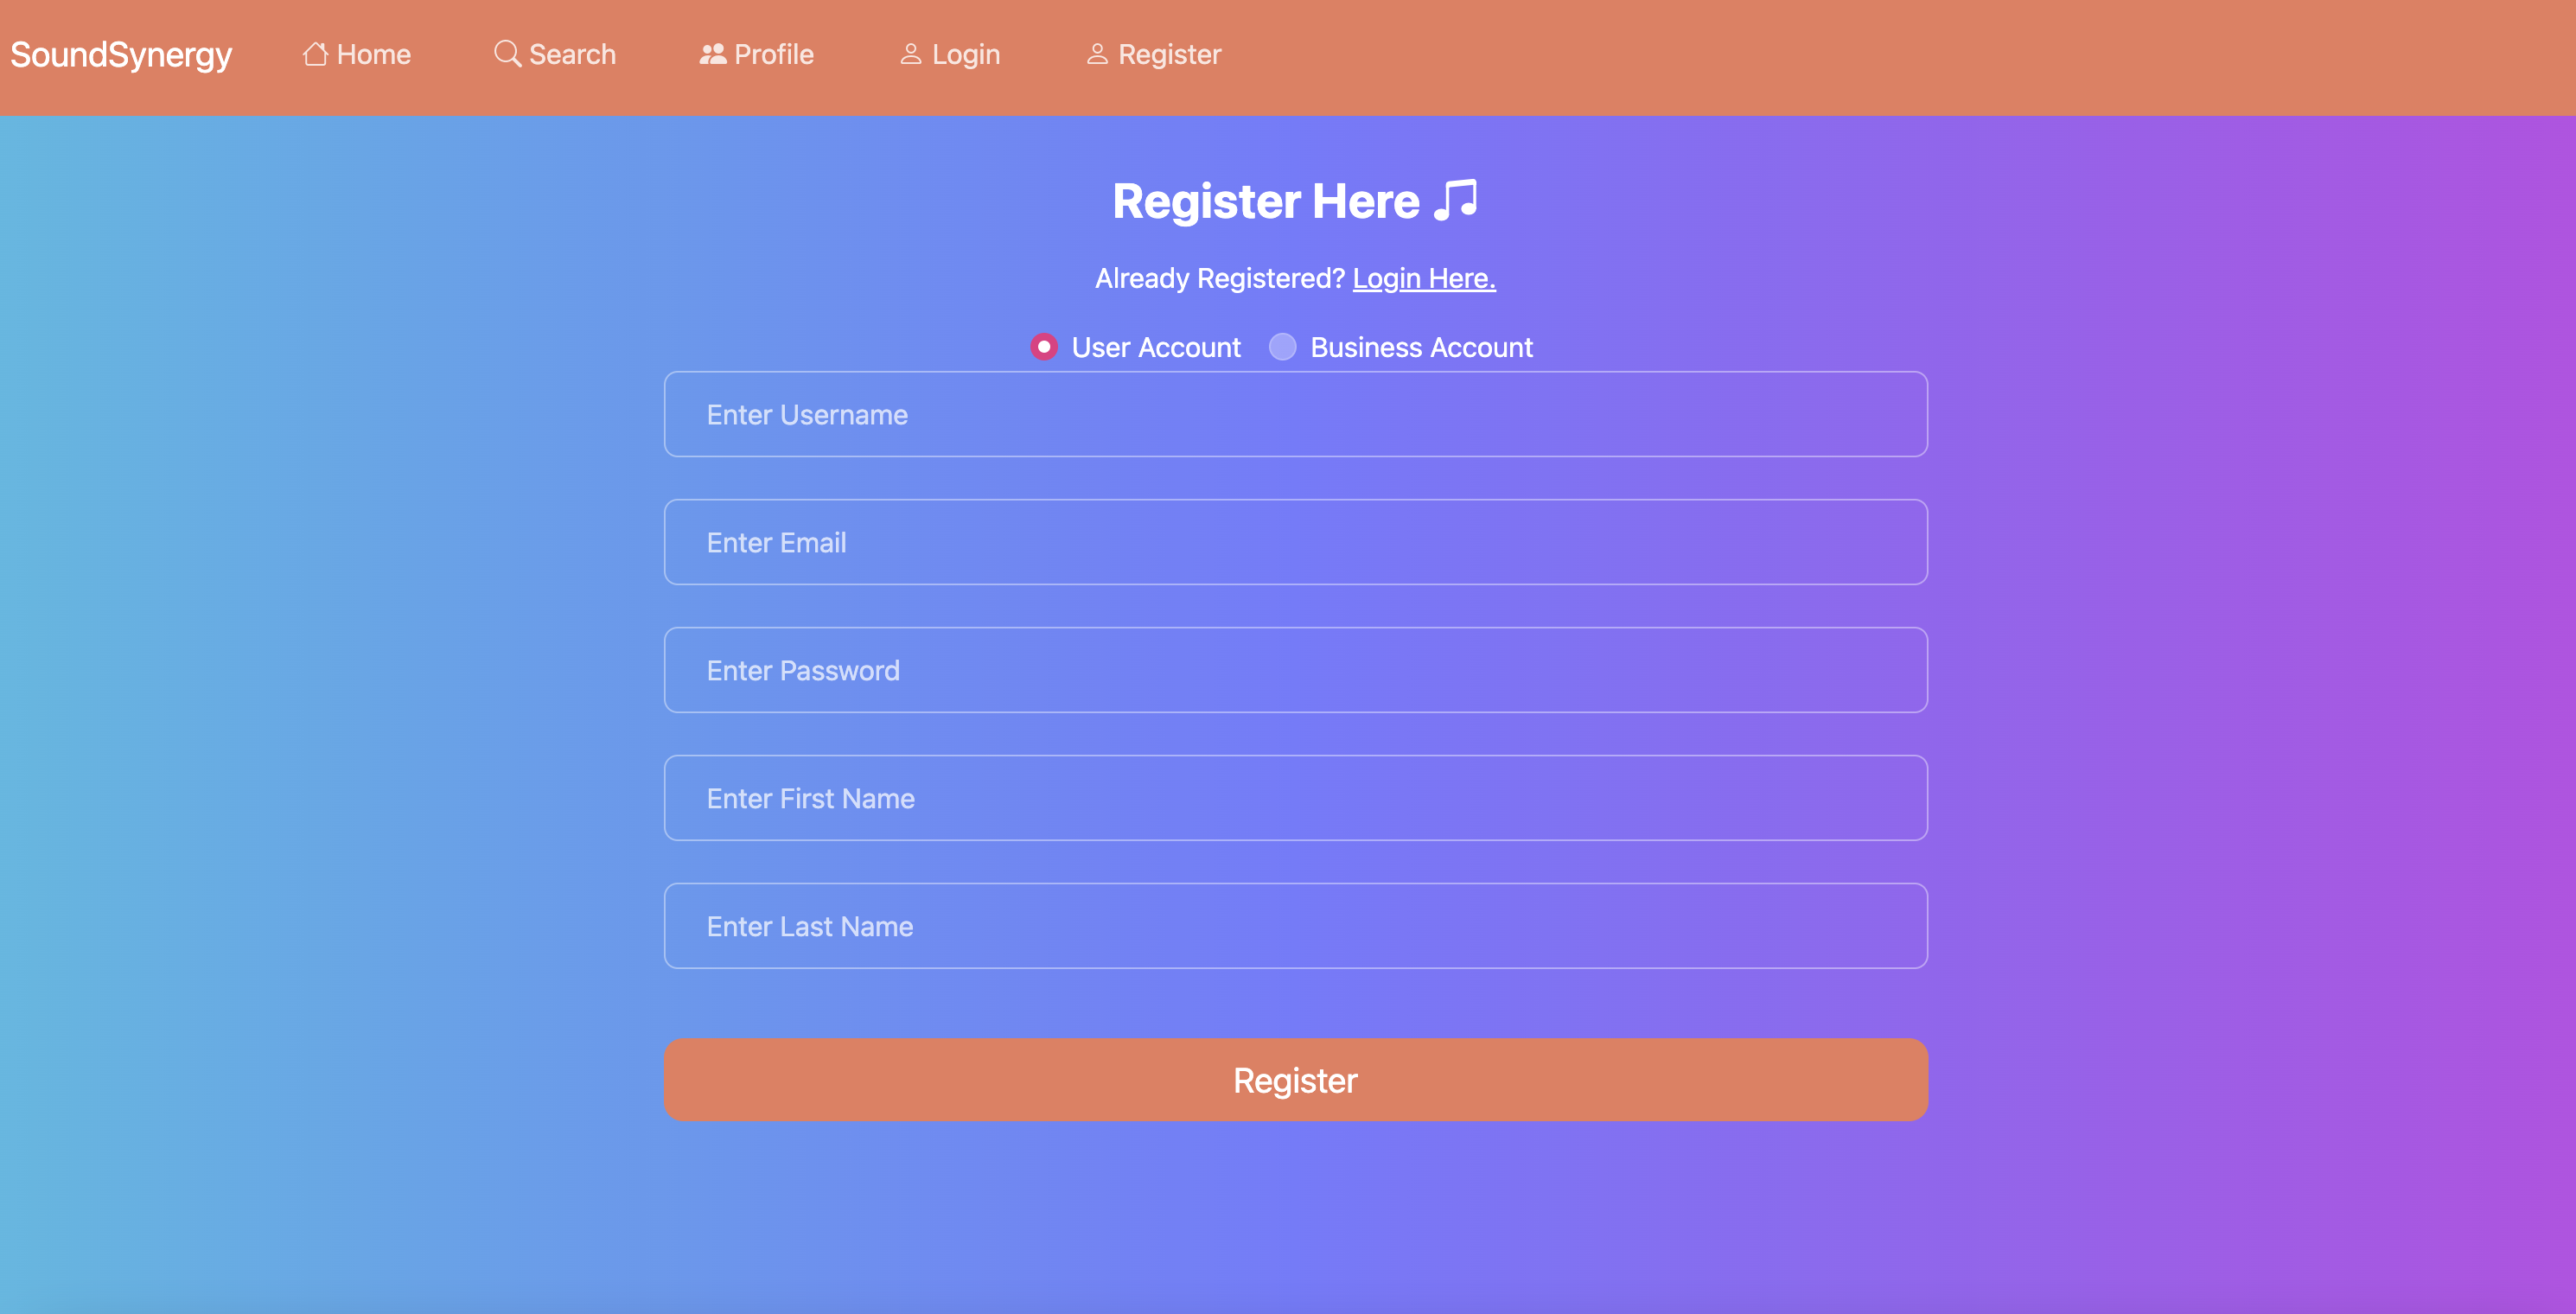 SoundSynergy Home Search Profile Login Register
Register Here
Already Registered? Login Here.
User Account Business Account
Enter Username
Enter Email
Enter Password
Enter First Name
Enter Last Name
Register